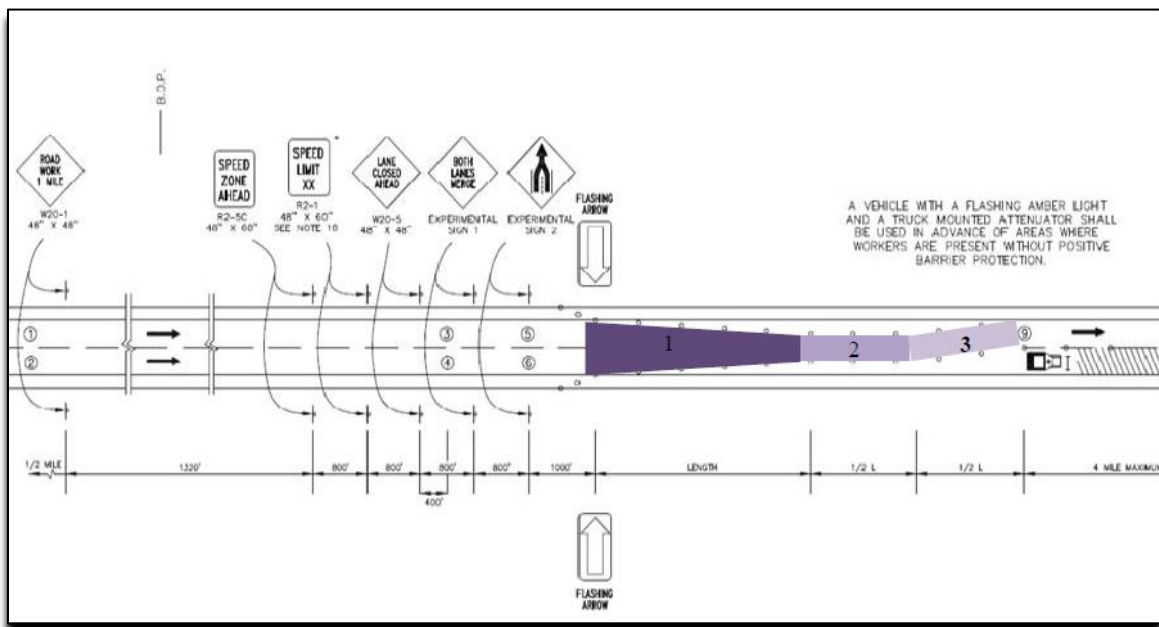 B.O.P.
ROAD
WORK
1 MILE
W20-1
48" X 48"
SPEED
ZONE
AHEAD
R2-5C
48" X 60"
SPEED
LIMIT
XX
*
R2-1
48" X 60"
SEE NOTE 10
LANE
CLOSED
AHEAD
W20-5
48" X 48"
BOTH
LANES
MERGE
EXPERIMENTAL
SIGN 1
EXPERIMENTAL
SIGN 2
FLASHING
ARROW
A VEHICLE WITH A FLASHING AMBER LIGHT
AND A TRUCK MOUNTED ATTENUATOR SHALL
BE USED IN ADVANCE OF AREAS WHERE
WORKERS ARE PRESENT WITHOUT POSITIVE
BARRIER PROTECTION.
1 3 5 1 2 3 9
2 4 6
1/2 MILE 1320' 800' 800' 800' 800' 1000' LENGTH 1/2 L 1/2 L 4 MILE MAXIMUM
400'
FLASHING
ARROW